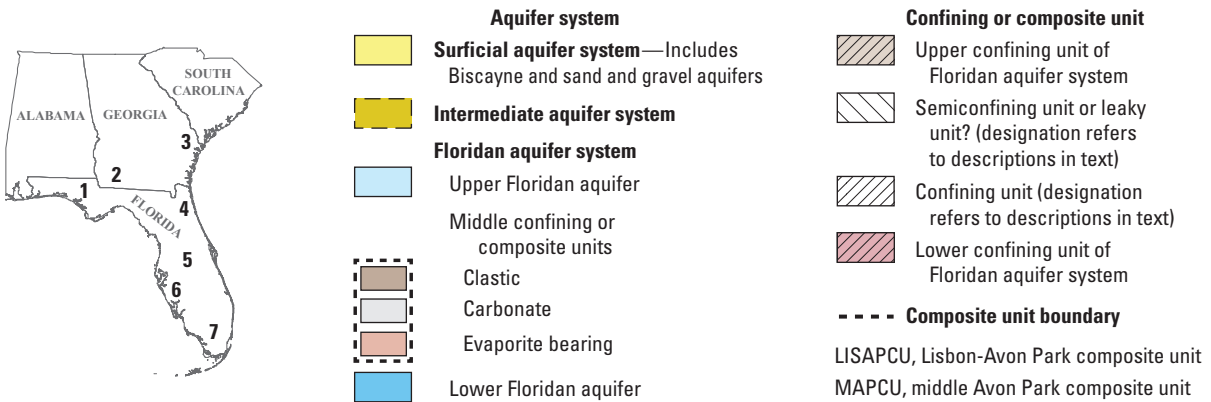 ALABAMA
GEORGIA
SOUTH
CAROLINA
FLORIDA
1
2
3
4
5
6
7
Aquifer system
Surficial aquifer system—Includes
Biscayne and sand and gravel aquifers
Intermediate aquifer system
Floridan aquifer system
Upper Floridan aquifer
Middle confining or
composite units
Clastic
Carbonate
Evaporite bearing
Lower Floridan aquifer
Confining or composite unit
Upper confining unit of
Floridan aquifer system
Semiconfining unit or leaky
unit? (designation refers
to descriptions in text)
Confining unit (designation
refers to descriptions in text)
Lower confining unit of
Floridan aquifer system
Composite unit boundary
LISAPCU, Lisbon-Avon Park composite unit
MAPCU, middle Avon Park composite unit